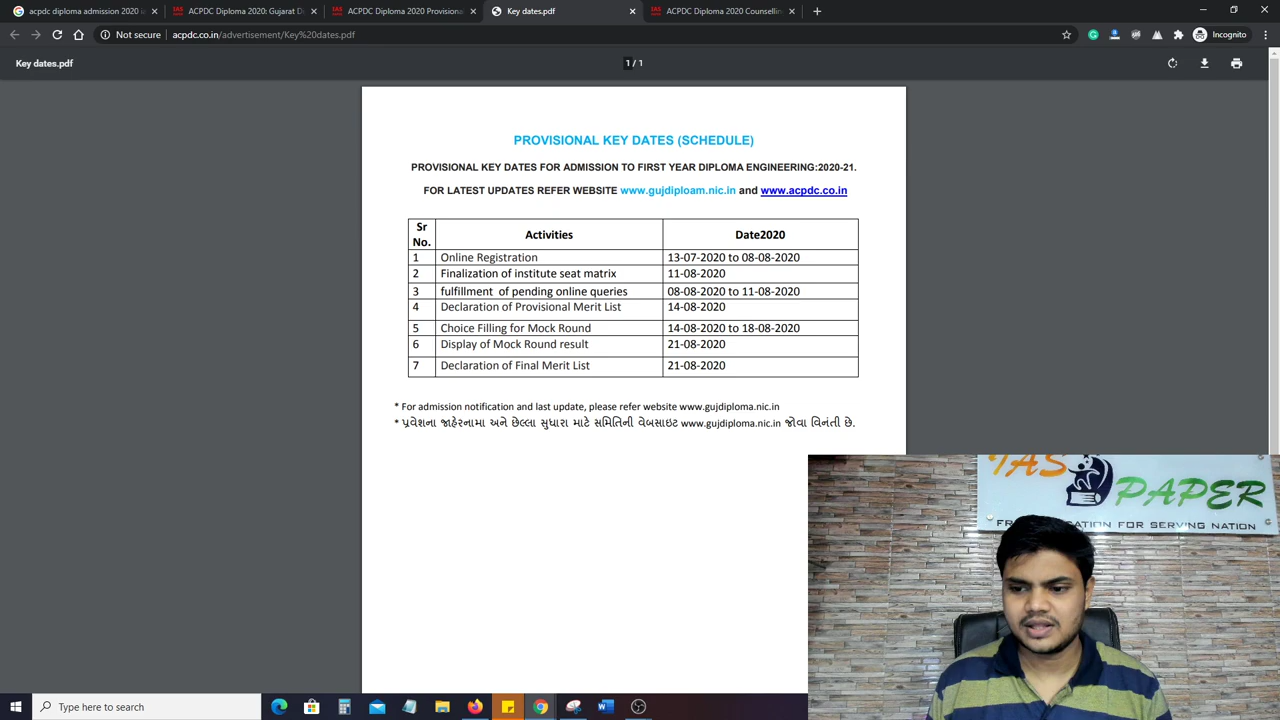 acpdc diploma admission 2020 i
ACPDC Diploma 2020: Gujarat D
ACPDC Diploma 2020 Provisiona
Key dates.pdf
ACPDC Diploma 2020 Counsellin
Not secure
acpdc.co.in/advertisement/Key%20dates.pdf
Incognito
Key dates.pdf
1 / 1
PROVISIONAL KEY DATES (SCHEDULE)
PROVISIONAL KEY DATES FOR ADMISSION TO FIRST YEAR DIPLOMA ENGINEERING:2020-21.
FOR LATEST UPDATES REFER WEBSITE www.gujdiploam.nic.in and www.acpdc.co.in
Sr No. Activities Date2020
1 Online Registration 13-07-2020 to 08-08-2020
2 Finalization of institute seat matrix 11-08-2020
3 fulfillment of pending online queries 08-08-2020 to 11-08-2020
4 Declaration of Provisional Merit List 14-08-2020
5 Choice Filling for Mock Round 14-08-2020 to 18-08-2020
6 Display of Mock Round result 21-08-2020
7 Declaration of Final Merit List 21-08-2020
* For admission notification and last update, please refer website www.gujdiploma.nic.in
* પ્રવેશના જાહેરનામા અને છેલ્લા સુધારા માટે સમિતિની વેબસાઇટ www.gujdiploma.nic.in જોવા વિનંતી છે.
IAS
PAPER
FOR SERVING NATION
Type here to search